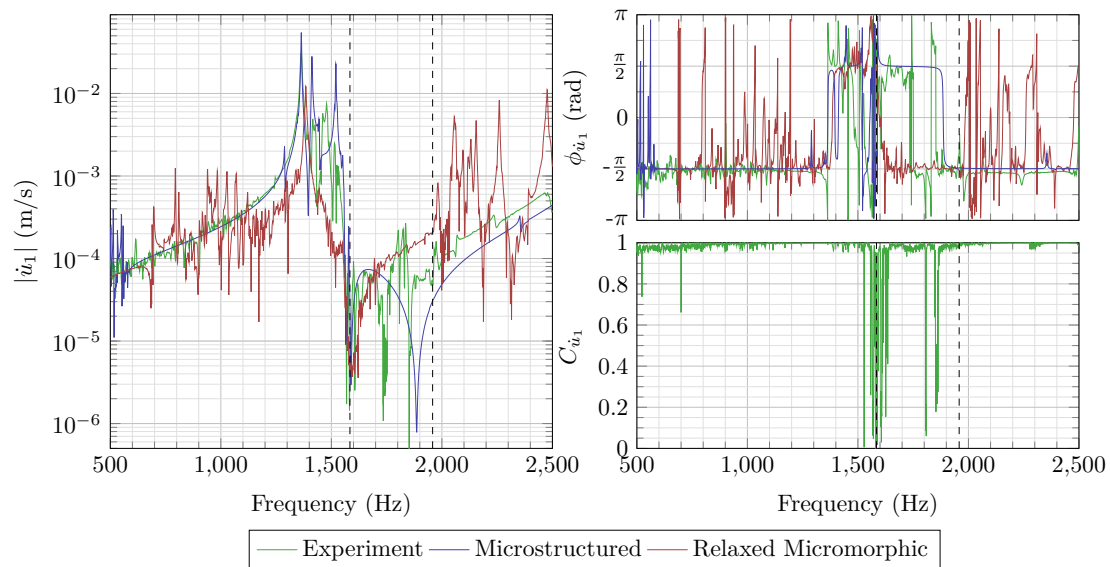 |u̇₁| (m/s)
10⁻²
10⁻³
10⁻⁴
10⁻⁵
10⁻⁶
500 1,000 1,500 2,000 2,500
Frequency (Hz)
ϕu̇₁ (rad)
π
π/2
0
-π/2
-π
Cu̇₁
1
0.8
0.6
0.4
0.2
0
500 1,000 1,500 2,000 2,500
Frequency (Hz)
Experiment Microstructured Relaxed Micromorphic